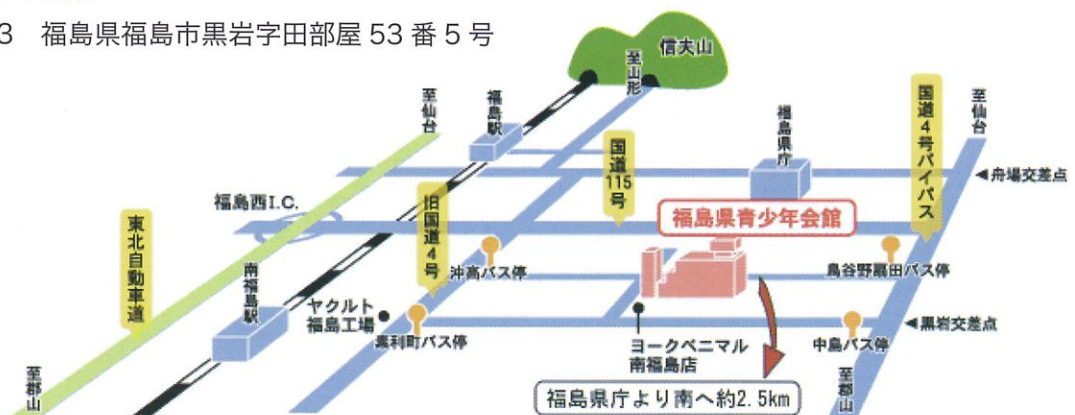 3 福島県福島市黒岩字田部屋 53 番 5 号
信夫山
至山形
至仙台
福島駅
国道115号
福島県庁
国道4号バイパス
至仙台
◀舟場交差点
福島西I.C.
旧国道4号
福島県青少年会館
東北自動車道
沖高バス停
鳥谷野扇田バス停
南福島駅
ヤクルト
福島工場
黒利町バス停
ヨークベニマル
南福島店
中島バス停
◀黒岩交差点
至郡山
至郡山
福島県庁より南へ約2.5km